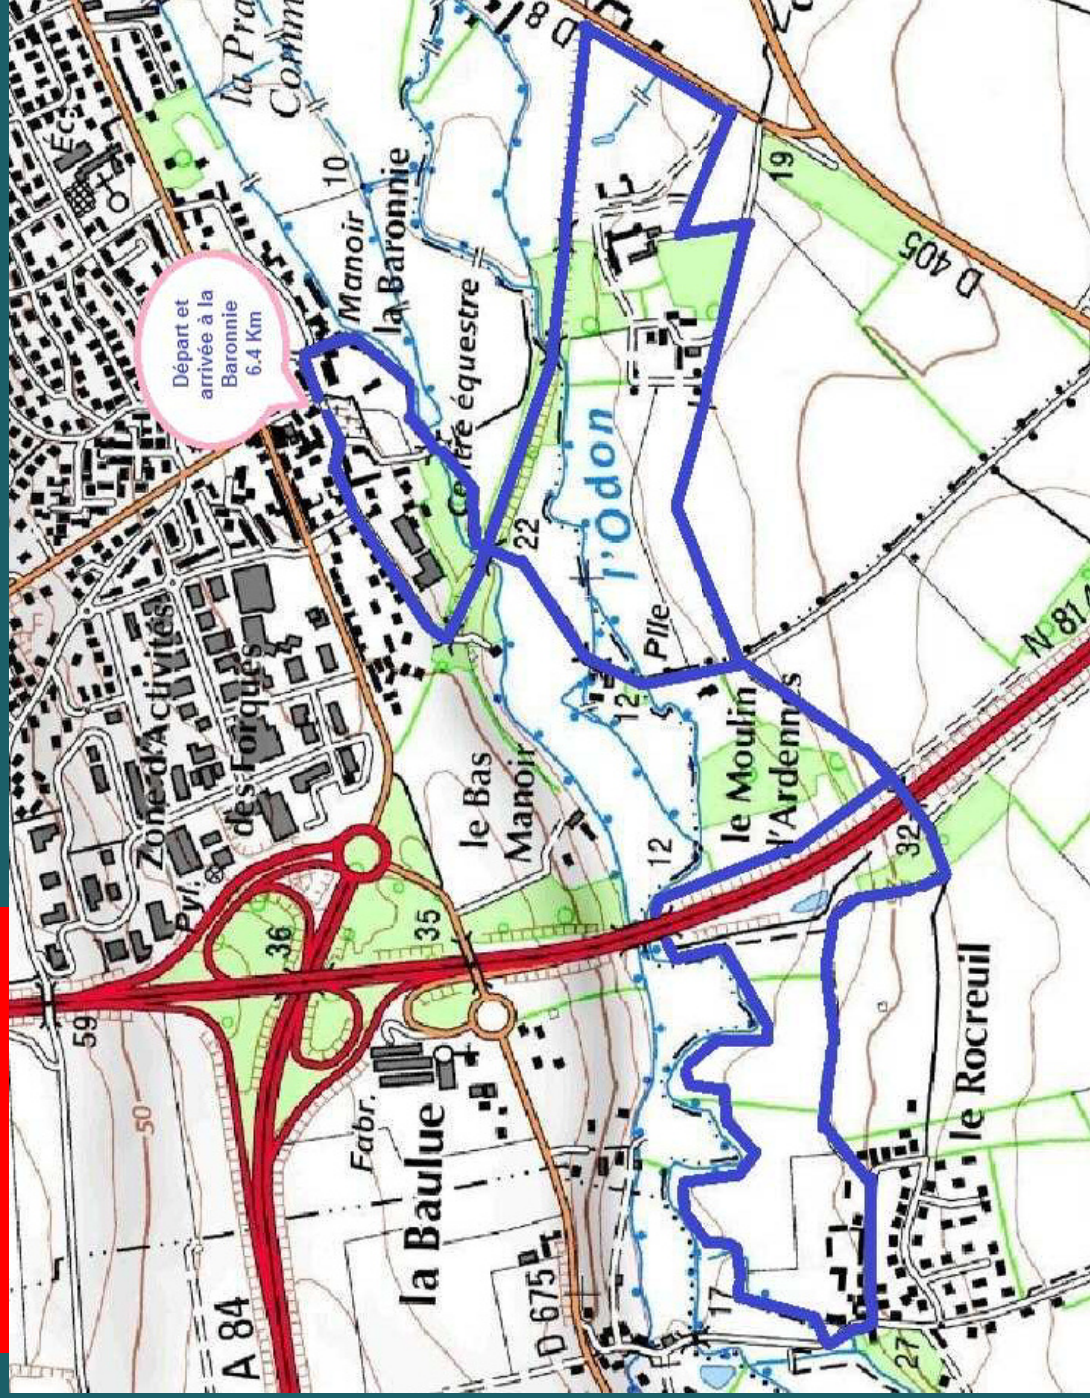 Départ et
arrivée à la
Baronnie
6.4 Km
la Pra
Comm
Éc.
10
Manoir
la Baronnie
D 8
19
D 405
Centre équestre
22
l'Odon
Plle
12
N 814
Zone d'Activités
des Forques
Pyl.
le Bas
Manoir
le Moulin
d'Ardennes
12
32
36
35
59
50
Fabr.
la Baulue
le Rocreuil
A 84
D 675
17
27